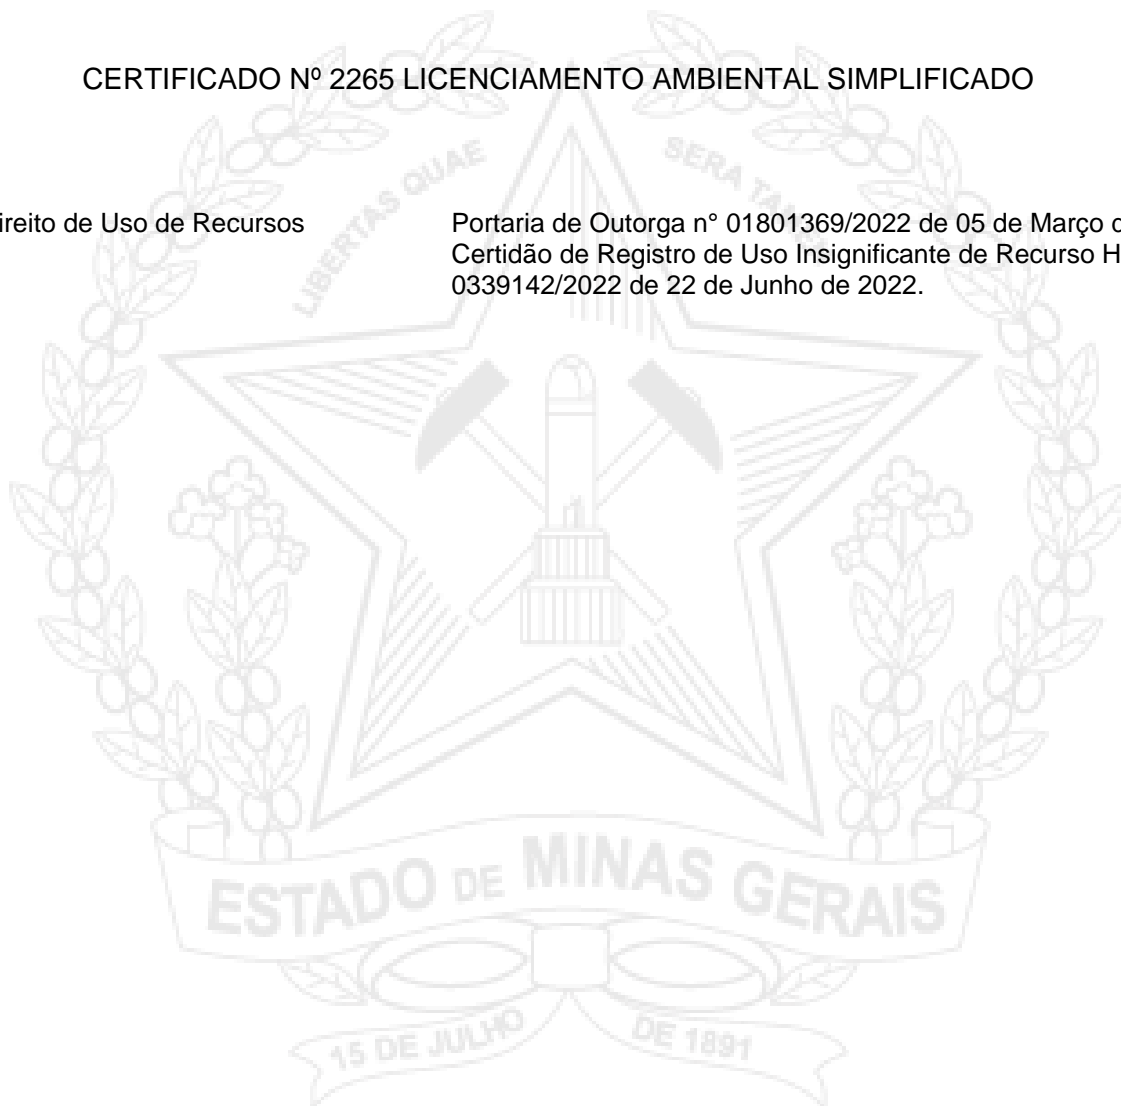 CERTIFICADO Nº 2265 LICENCIAMENTO AMBIENTAL SIMPLIFICADO
LIBERTAS QUAE SERA TAMEN
ireito de Uso de Recursos
Portaria de Outorga n° 01801369/2022 de 05 de Março d
Certidão de Registro de Uso Insignificante de Recurso H
0339142/2022 de 22 de Junho de 2022.
ESTADO DE MINAS GERAIS
15 DE JULHO DE 1891